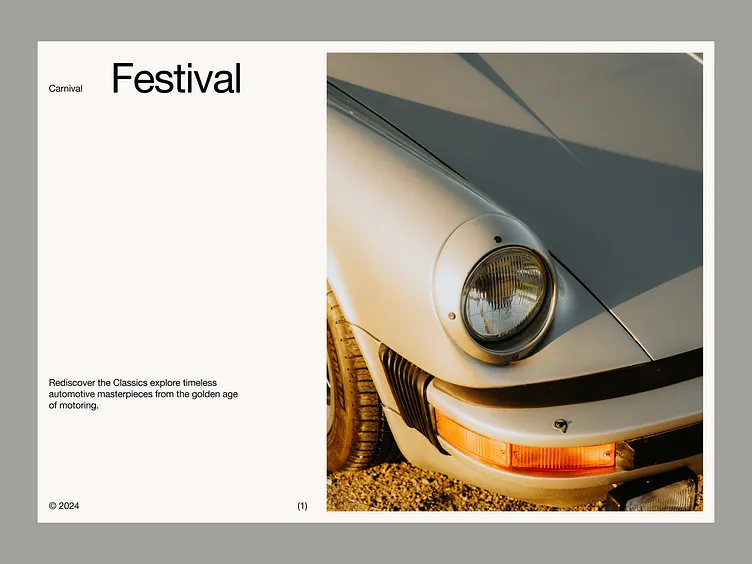 Carnival
Festival
Rediscover the Classics explore timeless
automotive masterpieces from the golden age
of motoring.
© 2024
(1)